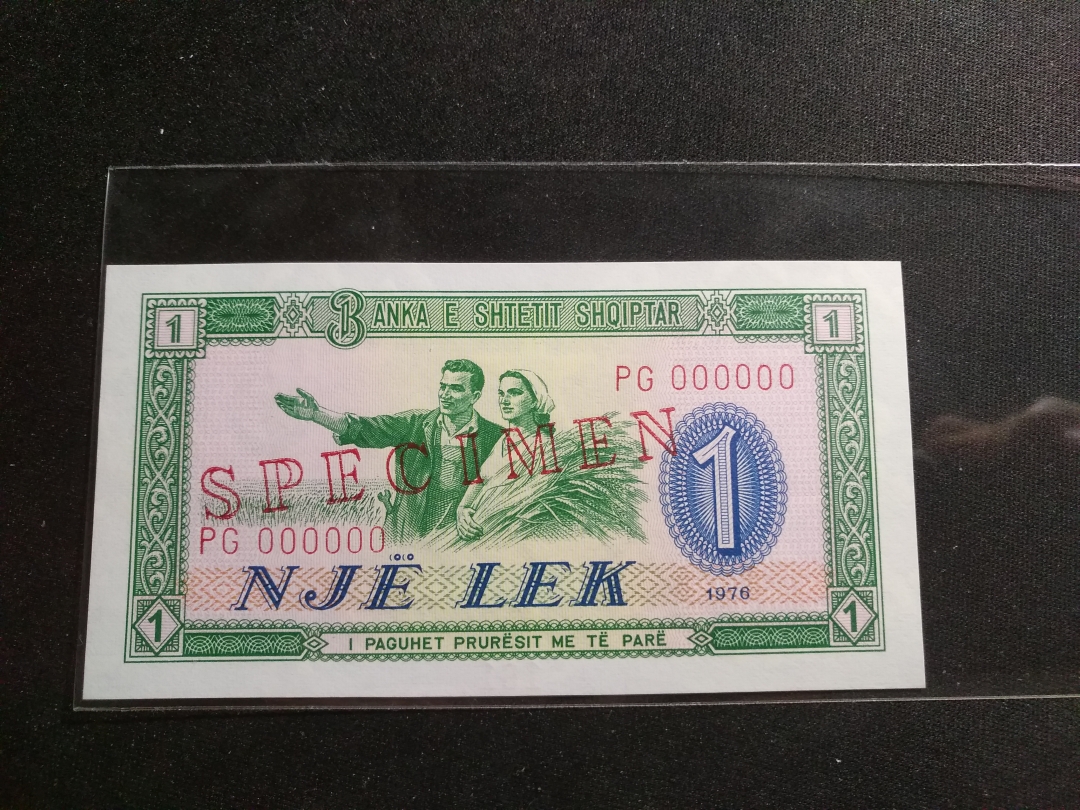 1
BANKA E SHTETIT SHQIPTAR
1
PG 000000
SPECIMEN
1
PG 000000
NJË LEK
1976
1
I PAGUHET PRURËSIT ME TË PARË
1